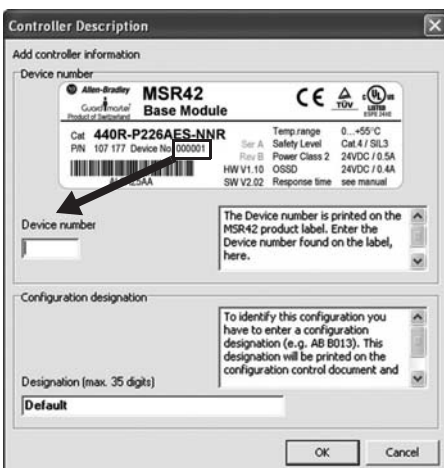 Controller Description
Add controller information
Device number
Allen-Bradley
Guardmaster
Product of Switzerland
MSR42
Base Module
CE
TÜV
UL
LISTED
Cat 440R-P226AES-NNR
P/N 107 177 Device No 000001
Ser A
Rev B
HW V1.10
SW V2.02
Temp.range 0...+55°C
Safety Level Cat.4 / SIL3
Power Class 2 24VDC / 0.5A
OSSD 24VDC / 0.4A
Response time see manual
Device number
The Device number is printed on the
MSR42 product label. Enter the
Device number found on the label,
here.
Configuration designation
To identify this configuration you
have to enter a configuration
designation (e.g. AB B013). This
designation will be printed on the
configuration control document and
Designation (max. 35 digits)
Default
OK
Cancel